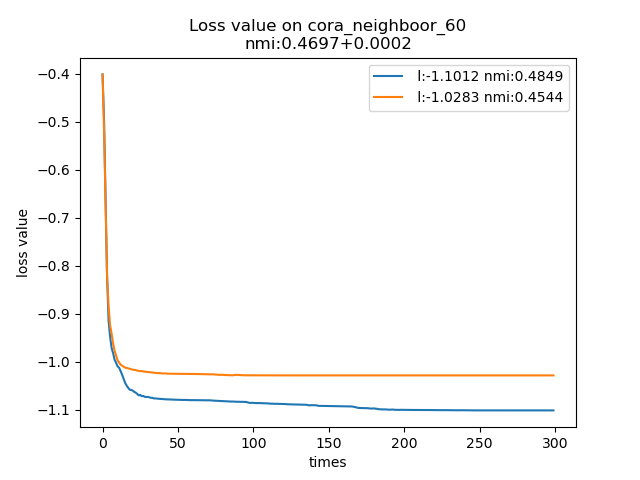 Loss value on cora_neighboor_60
nmi:0.4697+0.0002
l:-1.1012 nmi:0.4849
l:-1.0283 nmi:0.4544
loss value
−0.4
−0.5
−0.6
−0.7
−0.8
−0.9
−1.0
−1.1
0 50 100 150 200 250 300
times